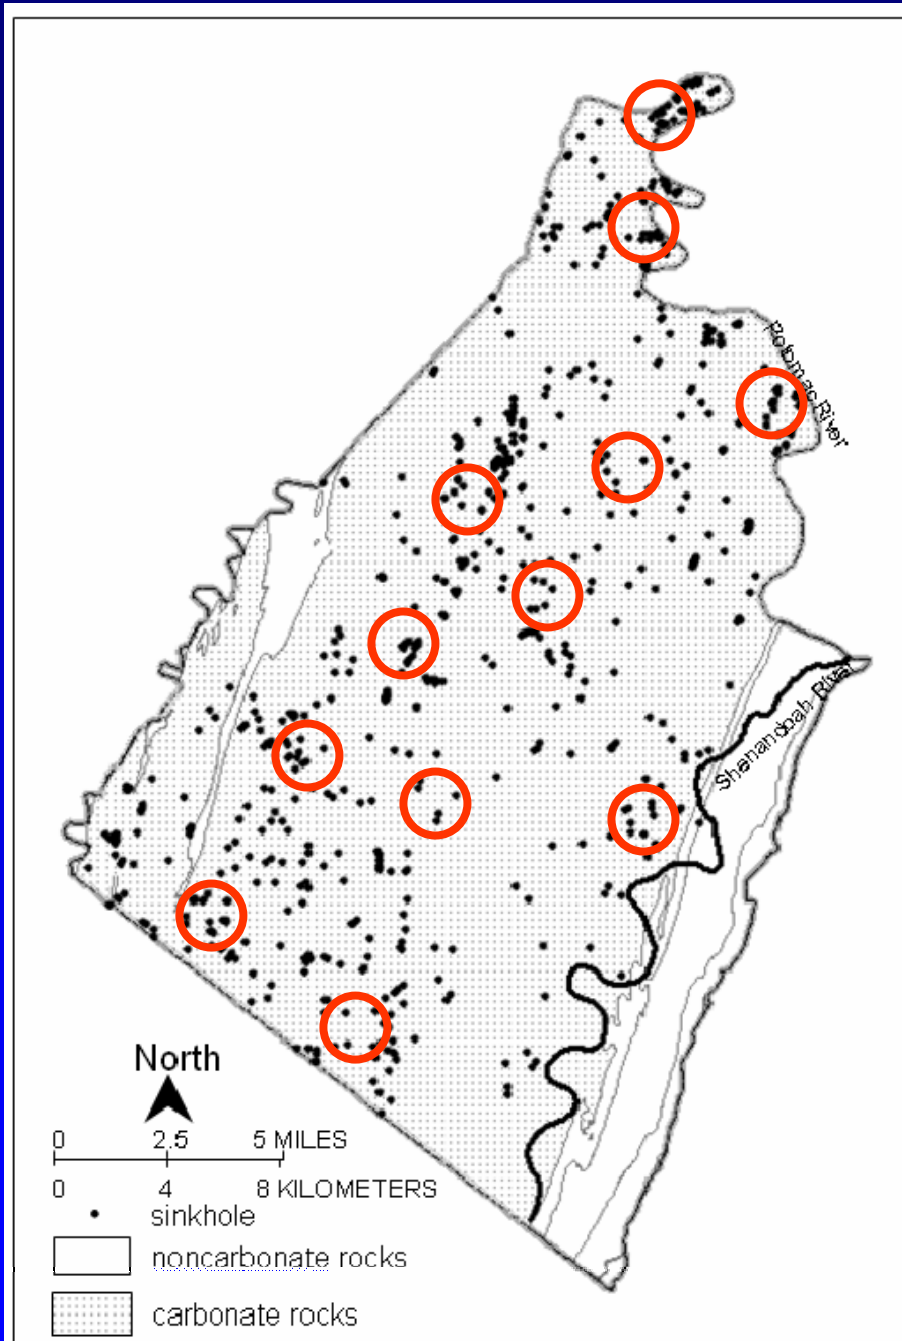 Potomac River
Shenandoah River
North
0 2.5 5 MILES
0 4 8 KILOMETERS
sinkhole
noncarbonate rocks
carbonate rocks